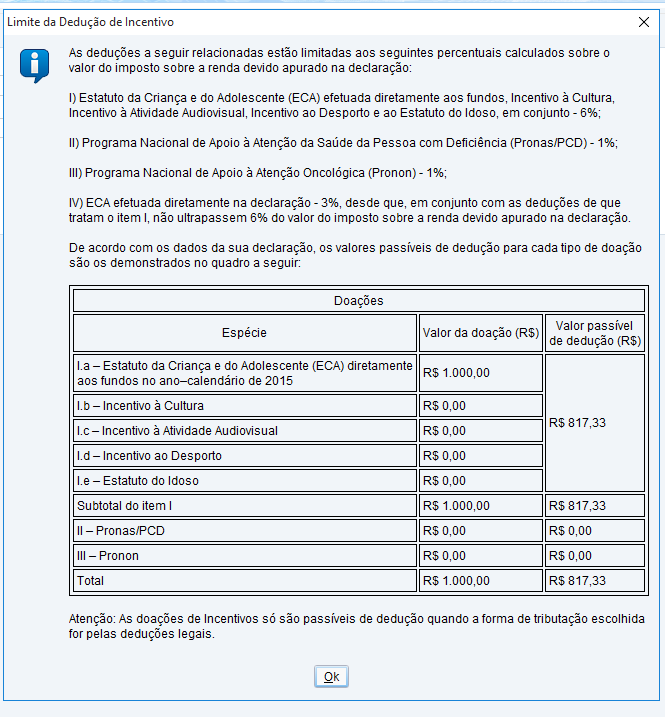 Limite da Dedução de Incentivo
As deduções a seguir relacionadas estão limitadas aos seguintes percentuais calculados sobre o
valor do imposto sobre a renda devido apurado na declaração:
I) Estatuto da Criança e do Adolescente (ECA) efetuada diretamente aos fundos, Incentivo à Cultura,
Incentivo à Atividade Audiovisual, Incentivo ao Desporto e ao Estatuto do Idoso, em conjunto - 6%;
II) Programa Nacional de Apoio à Atenção da Saúde da Pessoa com Deficiência (Pronas/PCD) - 1%;
III) Programa Nacional de Apoio à Atenção Oncológica (Pronon) - 1%;
IV) ECA efetuada diretamente na declaração - 3%, desde que, em conjunto com as deduções de que
tratam o item I, não ultrapassem 6% do valor do imposto sobre a renda devido apurado na declaração.
De acordo com os dados da sua declaração, os valores passíveis de dedução para cada tipo de doação
são os demonstrados no quadro a seguir:
Doações
Espécie Valor da doação (R$) Valor passível
de dedução (R$)
I.a – Estatuto da Criança e do Adolescente (ECA) diretamente
aos fundos no ano–calendário de 2015 R$ 1.000,00
I.b – Incentivo à Cultura R$ 0,00
I.c – Incentivo à Atividade Audiovisual R$ 0,00
R$ 817,33
I.d – Incentivo ao Desporto R$ 0,00
I.e – Estatuto do Idoso R$ 0,00
Subtotal do item I R$ 1.000,00 R$ 817,33
II – Pronas/PCD R$ 0,00 R$ 0,00
III – Pronon R$ 0,00 R$ 0,00
Total R$ 1.000,00 R$ 817,33
Atenção: As doações de Incentivos só são passíveis de dedução quando a forma de tributação escolhida
for pelas deduções legais.
Ok